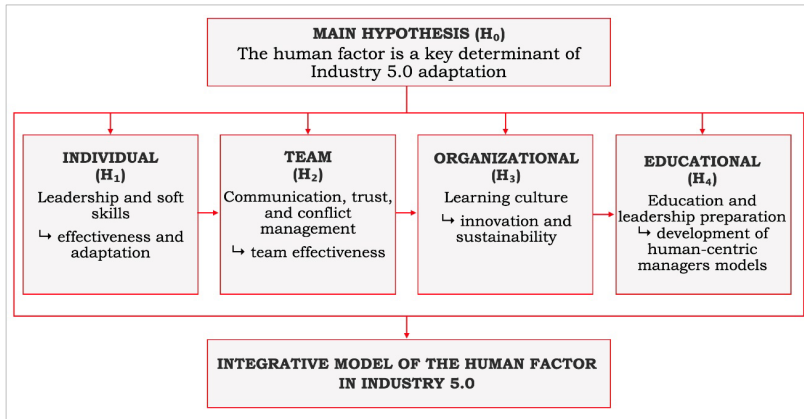 MAIN HYPOTHESIS (H₀)
The human factor is a key determinant of
Industry 5.0 adaptation
INDIVIDUAL
(H₁)
Leadership and soft
skills
↳ effectiveness and
adaptation
TEAM
(H₂)
Communication, trust,
and conflict
management
↳ team effectiveness
ORGANIZATIONAL
(H₃)
Learning culture
↳ innovation and
sustainability
EDUCATIONAL
(H₄)
Education and
leadership preparation
↳ development of
human-centric
managers models
INTEGRATIVE MODEL OF THE HUMAN FACTOR
IN INDUSTRY 5.0